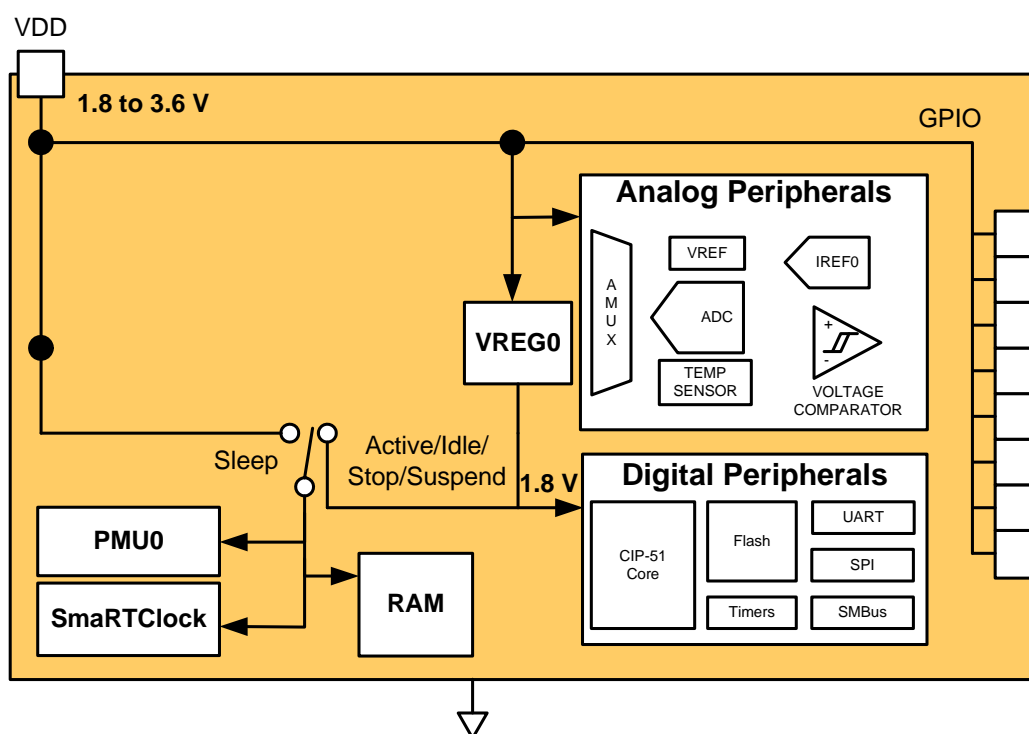 VDD
1.8 to 3.6 V
GPIO
Analog Peripherals
A
M
U
X
VREF
IREF0
ADC
+
-
TEMP
SENSOR
VOLTAGE
COMPARATOR
VREG0
Sleep
Active/Idle/
Stop/Suspend
1.8 V
Digital Peripherals
CIP-51
Core
Flash
Timers
UART
SPI
SMBus
PMU0
SmaRTClock
RAM